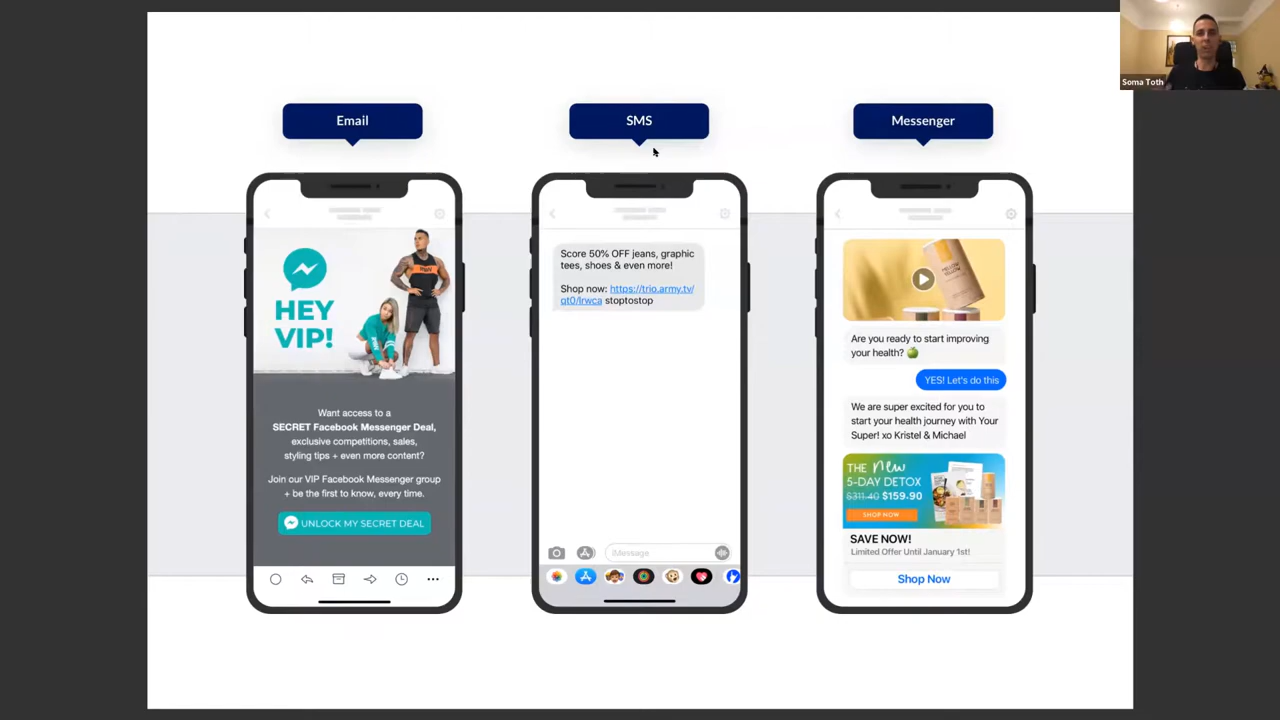 Soma Toth
Email
SMS
Messenger
HEY
VIP!
Want access to a
SECRET Facebook Messenger Deal,
exclusive competitions, sales,
styling tips + even more content?
Join our VIP Facebook Messenger group
+ be the first to know, every time.
UNLOCK MY SECRET DEAL
Score 50% OFF jeans, graphic
tees, shoes & even more!
Shop now: https://trio.army.tv/
qt0/lrwca stoptostop
iMessage
MELLOW
YELLOW
Are you ready to start improving
your health? 🍏
YES! Let's do this
We are super excited for you to
start your health journey with Your
Super! xo Kristel & Michael
THE new
5-DAY DETOX
$311.40 $159.90
SHOP NOW
SAVE NOW!
Limited Offer Until January 1st!
Shop Now